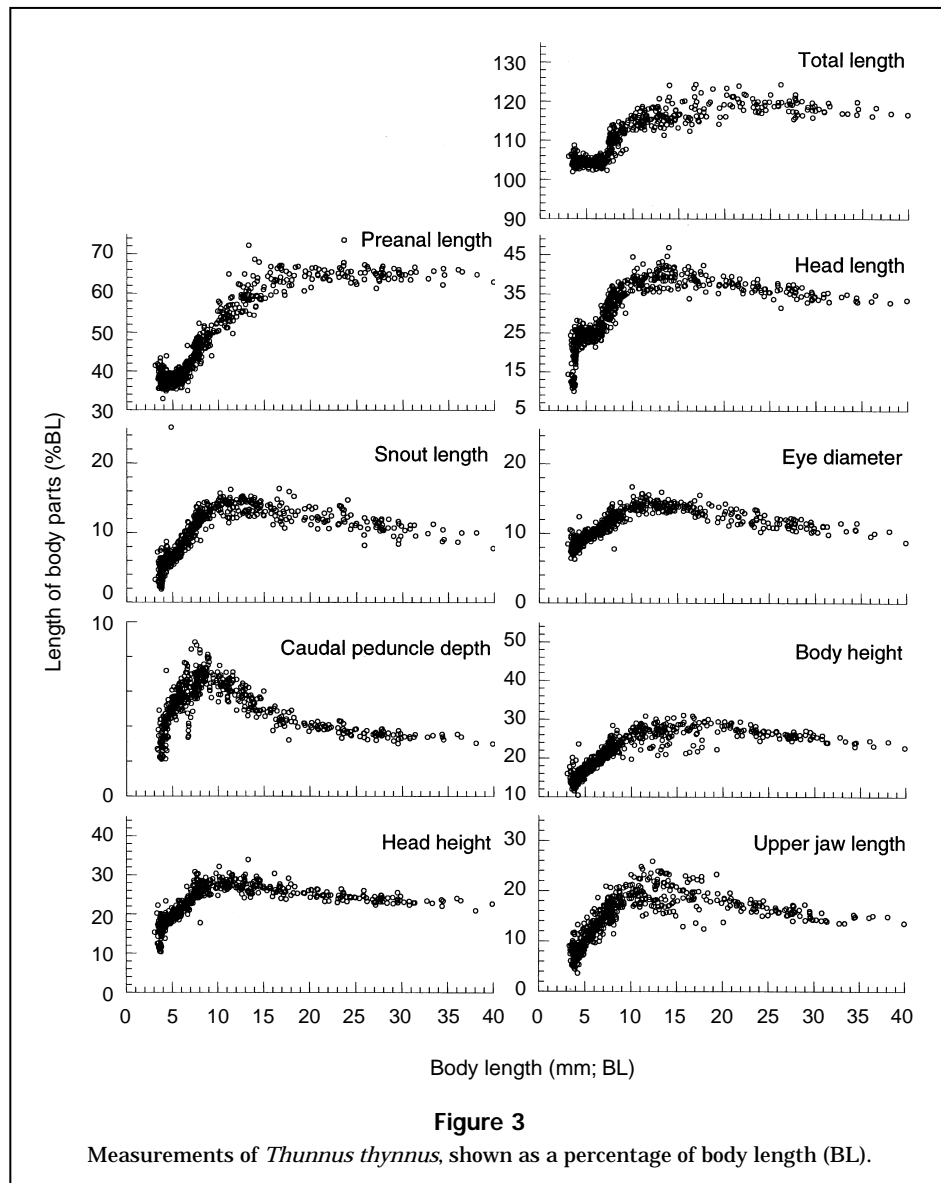 Total length
130
120
110
100
90
Preanal length
70
60
50
40
30
Head length
45
35
25
15
5
Snout length
20
10
0
Eye diameter
20
10
0
Caudal peduncle depth
10
0
Body height
50
40
30
20
10
Head height
40
30
20
10
0
Upper jaw length
30
20
10
0
Length of body parts (%BL)
0 5 10 15 20 25 30 35 40
0 5 10 15 20 25 30 35 40
Body length (mm; BL)
Figure 3
Measurements of Thunnus thynnus, shown as a percentage of body length (BL).